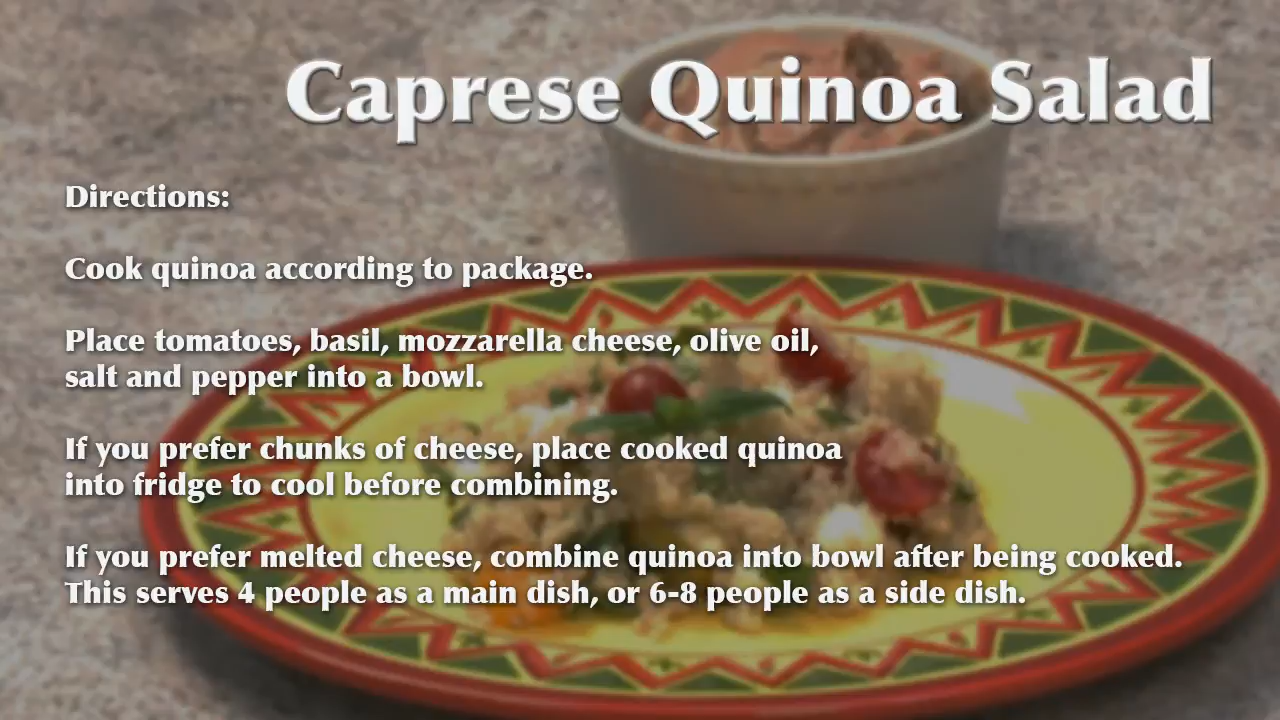 Caprese Quinoa Salad
Directions:
Cook quinoa according to package.
Place tomatoes, basil, mozzarella cheese, olive oil,
salt and pepper into a bowl.
If you prefer chunks of cheese, place cooked quinoa
into fridge to cool before combining.
If you prefer melted cheese, combine quinoa into bowl after being cooked.
This serves 4 people as a main dish, or 6-8 people as a side dish.